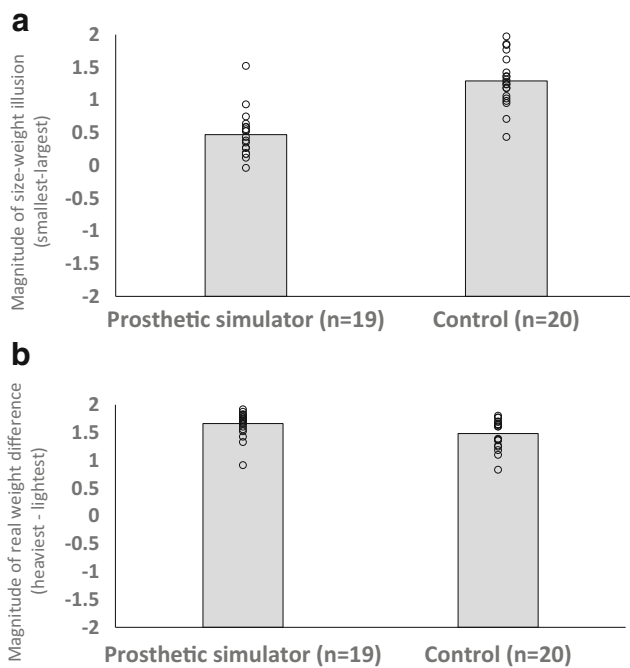 a
Magnitude of size-weight illusion
(smallest-largest)
2
1.5
1
0.5
0
-0.5
-1
-1.5
-2
Prosthetic simulator (n=19) Control (n=20)
b
Magnitude of real weight difference
(heaviest - lightest)
2
1.5
1
0.5
0
-0.5
-1
-1.5
-2
Prosthetic simulator (n=19) Control (n=20)